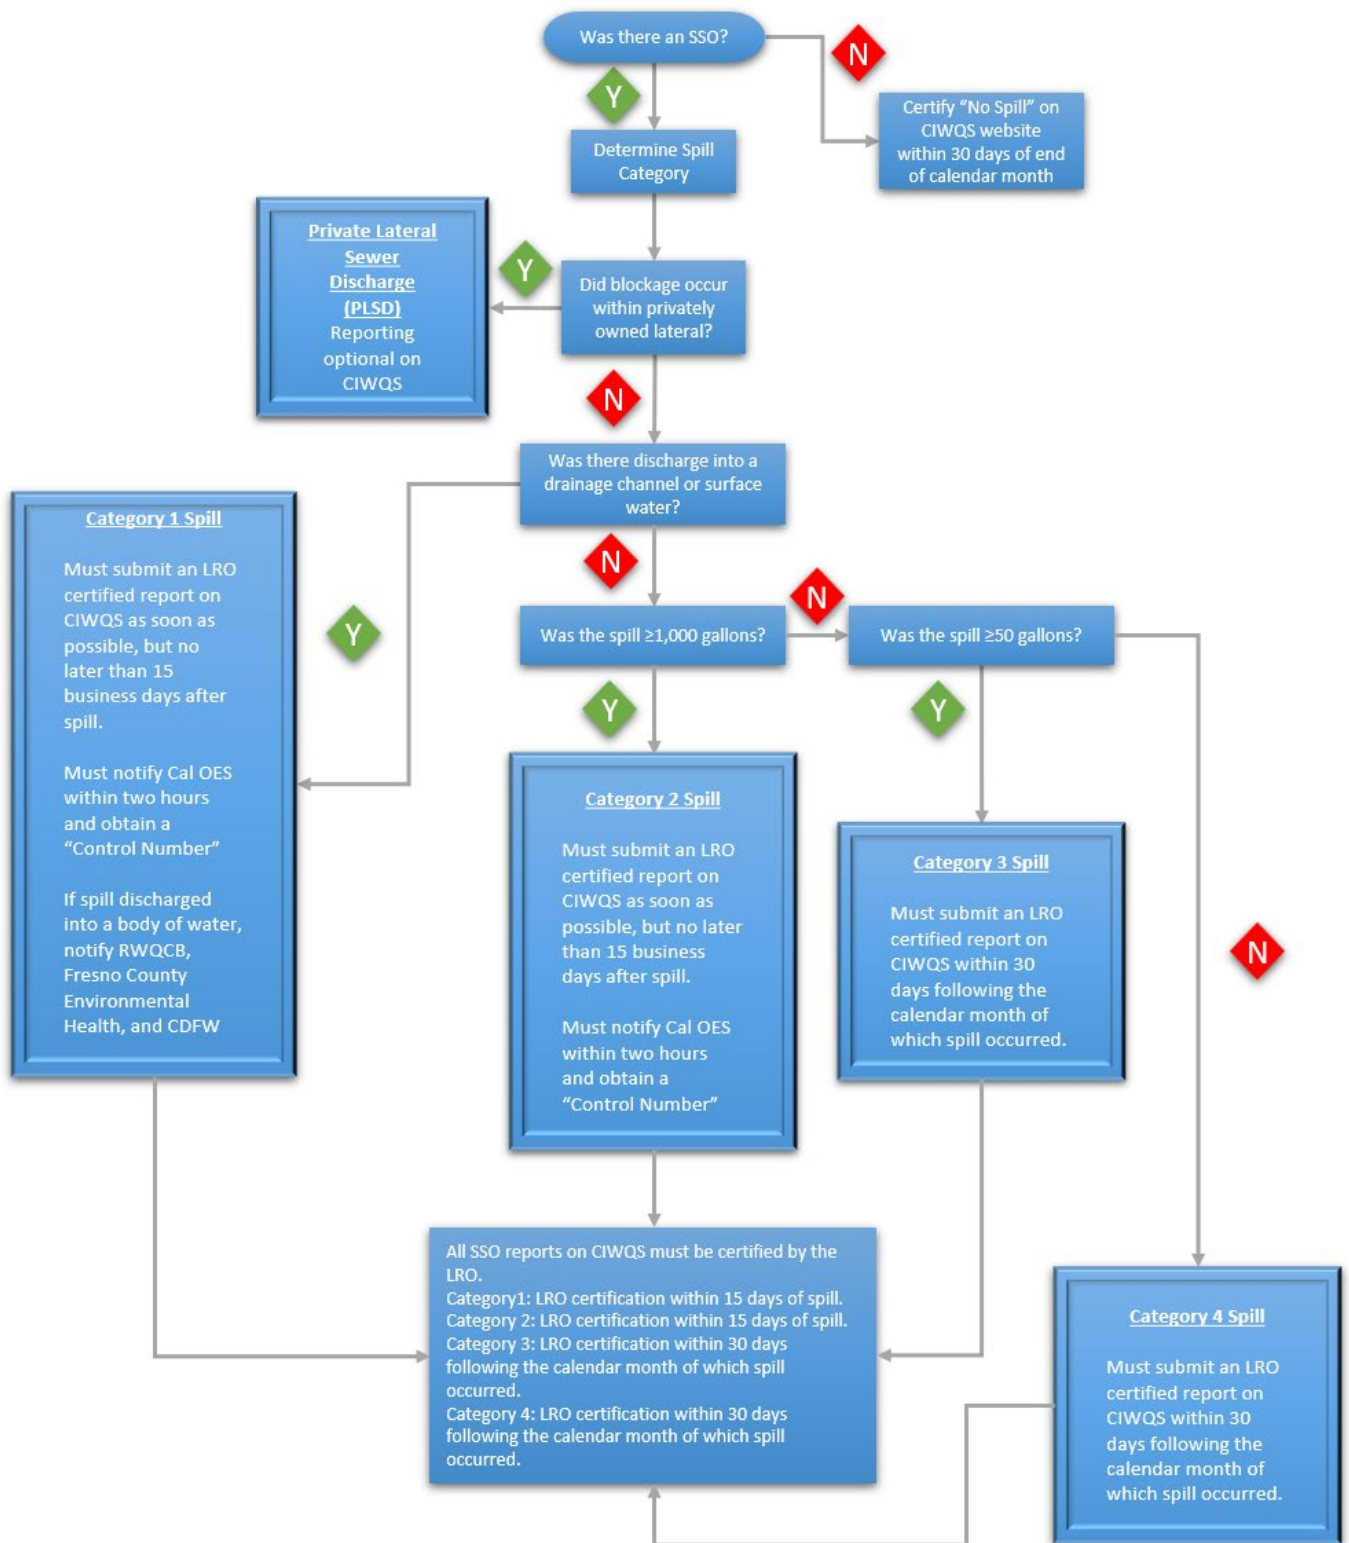 Was there an SSO?
N
Y
Certify “No Spill” on
CIWQS website
within 30 days of end
of calendar month
Determine Spill
Category
Private Lateral
Sewer
Discharge
(PLSD)
Reporting
optional on
CIWQS
Y
Did blockage occur
within privately
owned lateral?
N
Was there discharge into a
drainage channel or surface
water?
Category 1 Spill
Must submit an LRO
certified report on
CIWQS as soon as
possible, but no
later than 15
business days after
spill.
Must notify Cal OES
within two hours
and obtain a
“Control Number”
If spill discharged
into a body of water,
notify RWQCB,
Fresno County
Environmental
Health, and CDFW
Y
N
Was the spill ≥1,000 gallons?
N
Was the spill ≥50 gallons?
Y
Y
Category 2 Spill
Must submit an LRO
certified report on
CIWQS as soon as
possible, but no later
than 15 business
days after spill.
Must notify Cal OES
within two hours
and obtain a
“Control Number”
Category 3 Spill
Must submit an LRO
certified report on
CIWQS within 30
days following the
calendar month of
which spill occurred.
N
All SSO reports on CIWQS must be certified by the
LRO.
Category1: LRO certification within 15 days of spill.
Category 2: LRO certification within 15 days of spill.
Category 3: LRO certification within 30 days
following the calendar month of which spill
occurred.
Category 4: LRO certification within 30 days
following the calendar month of which spill
occurred.
Category 4 Spill
Must submit an LRO
certified report on
CIWQS within 30
days following the
calendar month of
which spill occurred.